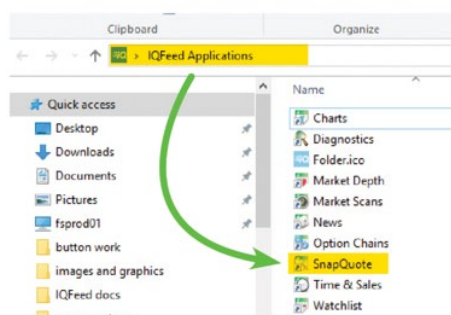 Clipboard
Organize
IQFeed Applications
Name
Quick access
Desktop
Downloads
Documents
Pictures
fsprod01
button work
images and graphics
IQFeed docs
Charts
Diagnostics
Folder.ico
Market Depth
Market Scans
News
Option Chains
SnapQuote
Time & Sales
Watchlist